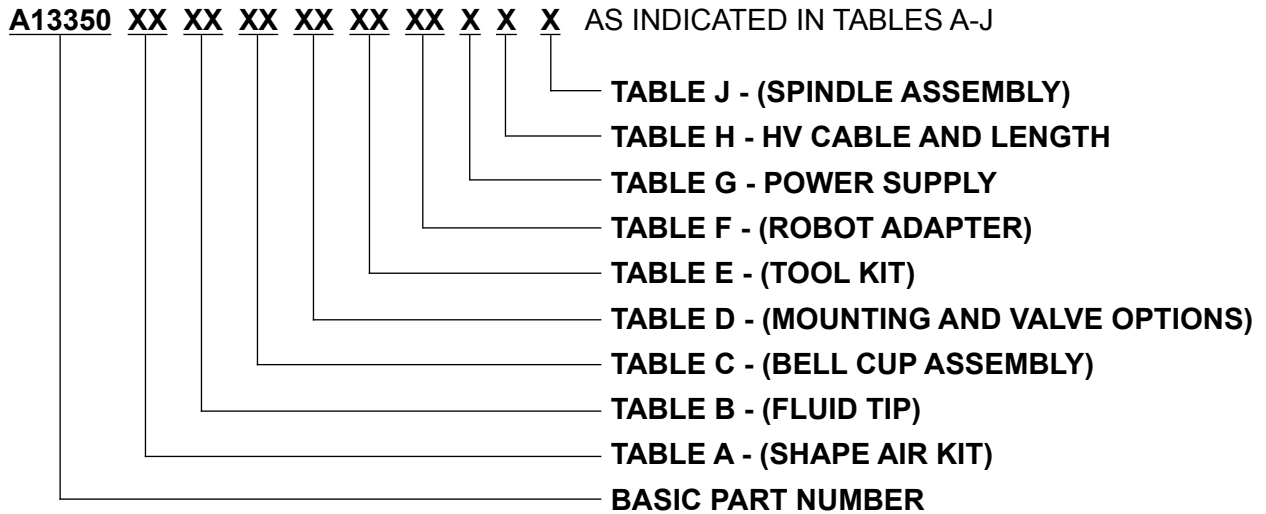 A13350 XX XX XX XX XX XX X X X AS INDICATED IN TABLES A-J
TABLE J - (SPINDLE ASSEMBLY)
TABLE H - HV CABLE AND LENGTH
TABLE G - POWER SUPPLY
TABLE F - (ROBOT ADAPTER)
TABLE E - (TOOL KIT)
TABLE D - (MOUNTING AND VALVE OPTIONS)
TABLE C - (BELL CUP ASSEMBLY)
TABLE B - (FLUID TIP)
TABLE A - (SHAPE AIR KIT)
BASIC PART NUMBER